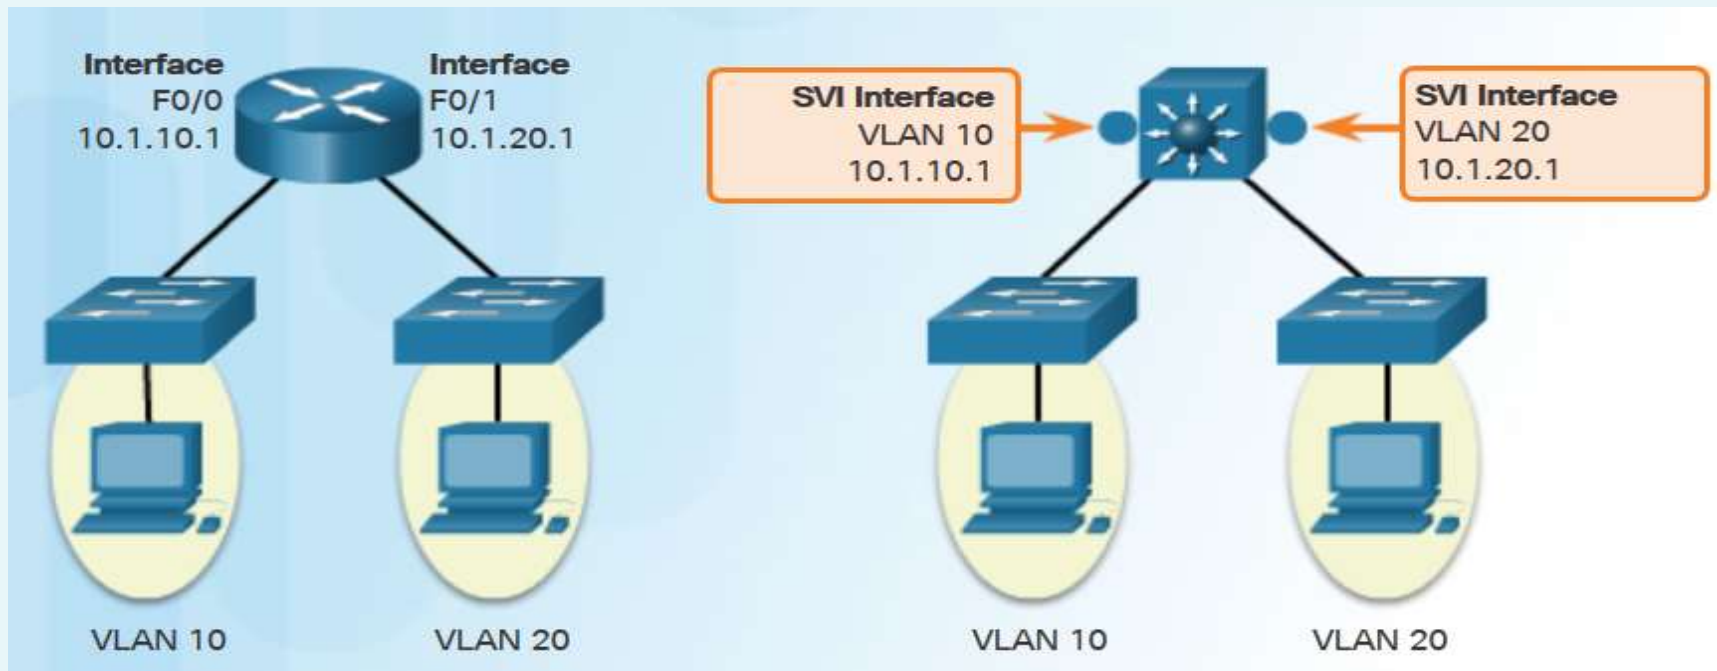 Interface
F0/0
10.1.10.1
Interface
F0/1
10.1.20.1
SVI Interface
VLAN 10
10.1.10.1
SVI Interface
VLAN 20
10.1.20.1
VLAN 10
VLAN 20
VLAN 10
VLAN 20